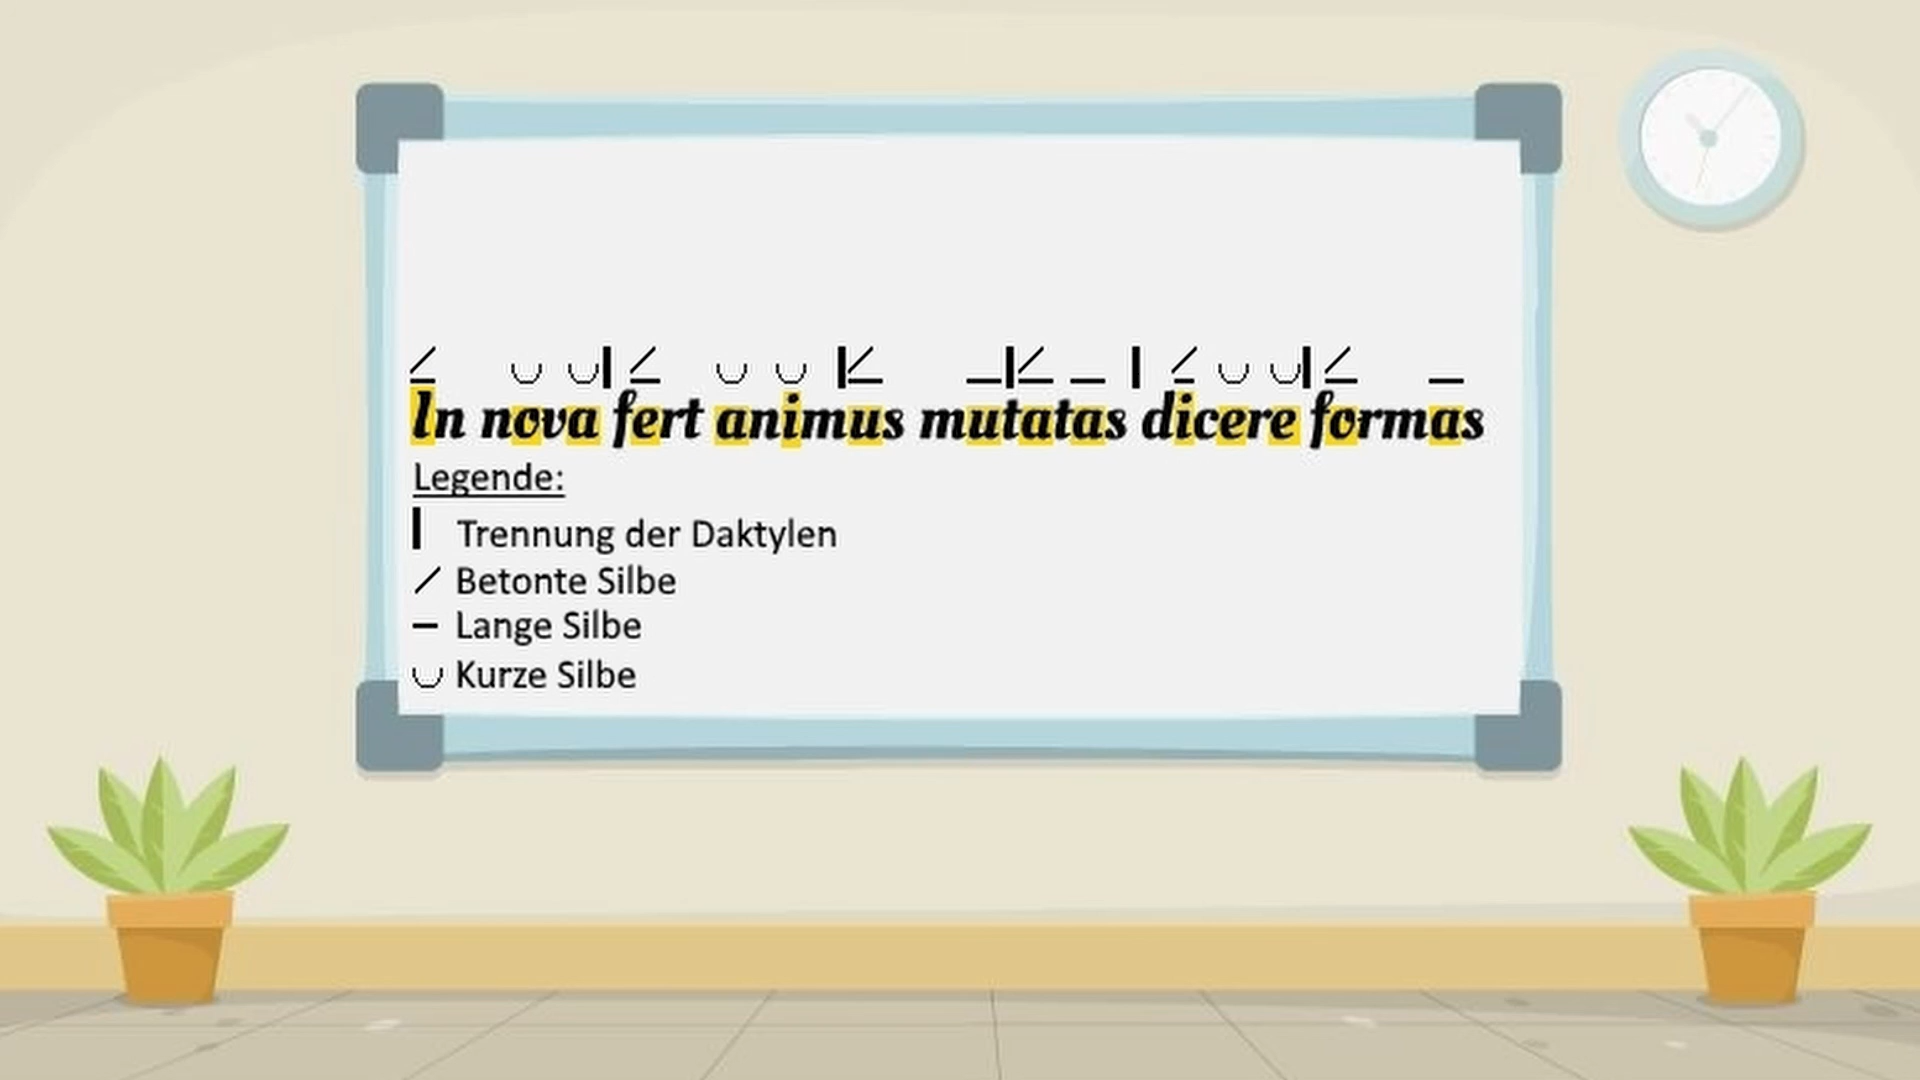 In nova fert animus mutatas dicere formas
Legende:
Trennung der Daktylen
Betonte Silbe
Lange Silbe
Kurze Silbe